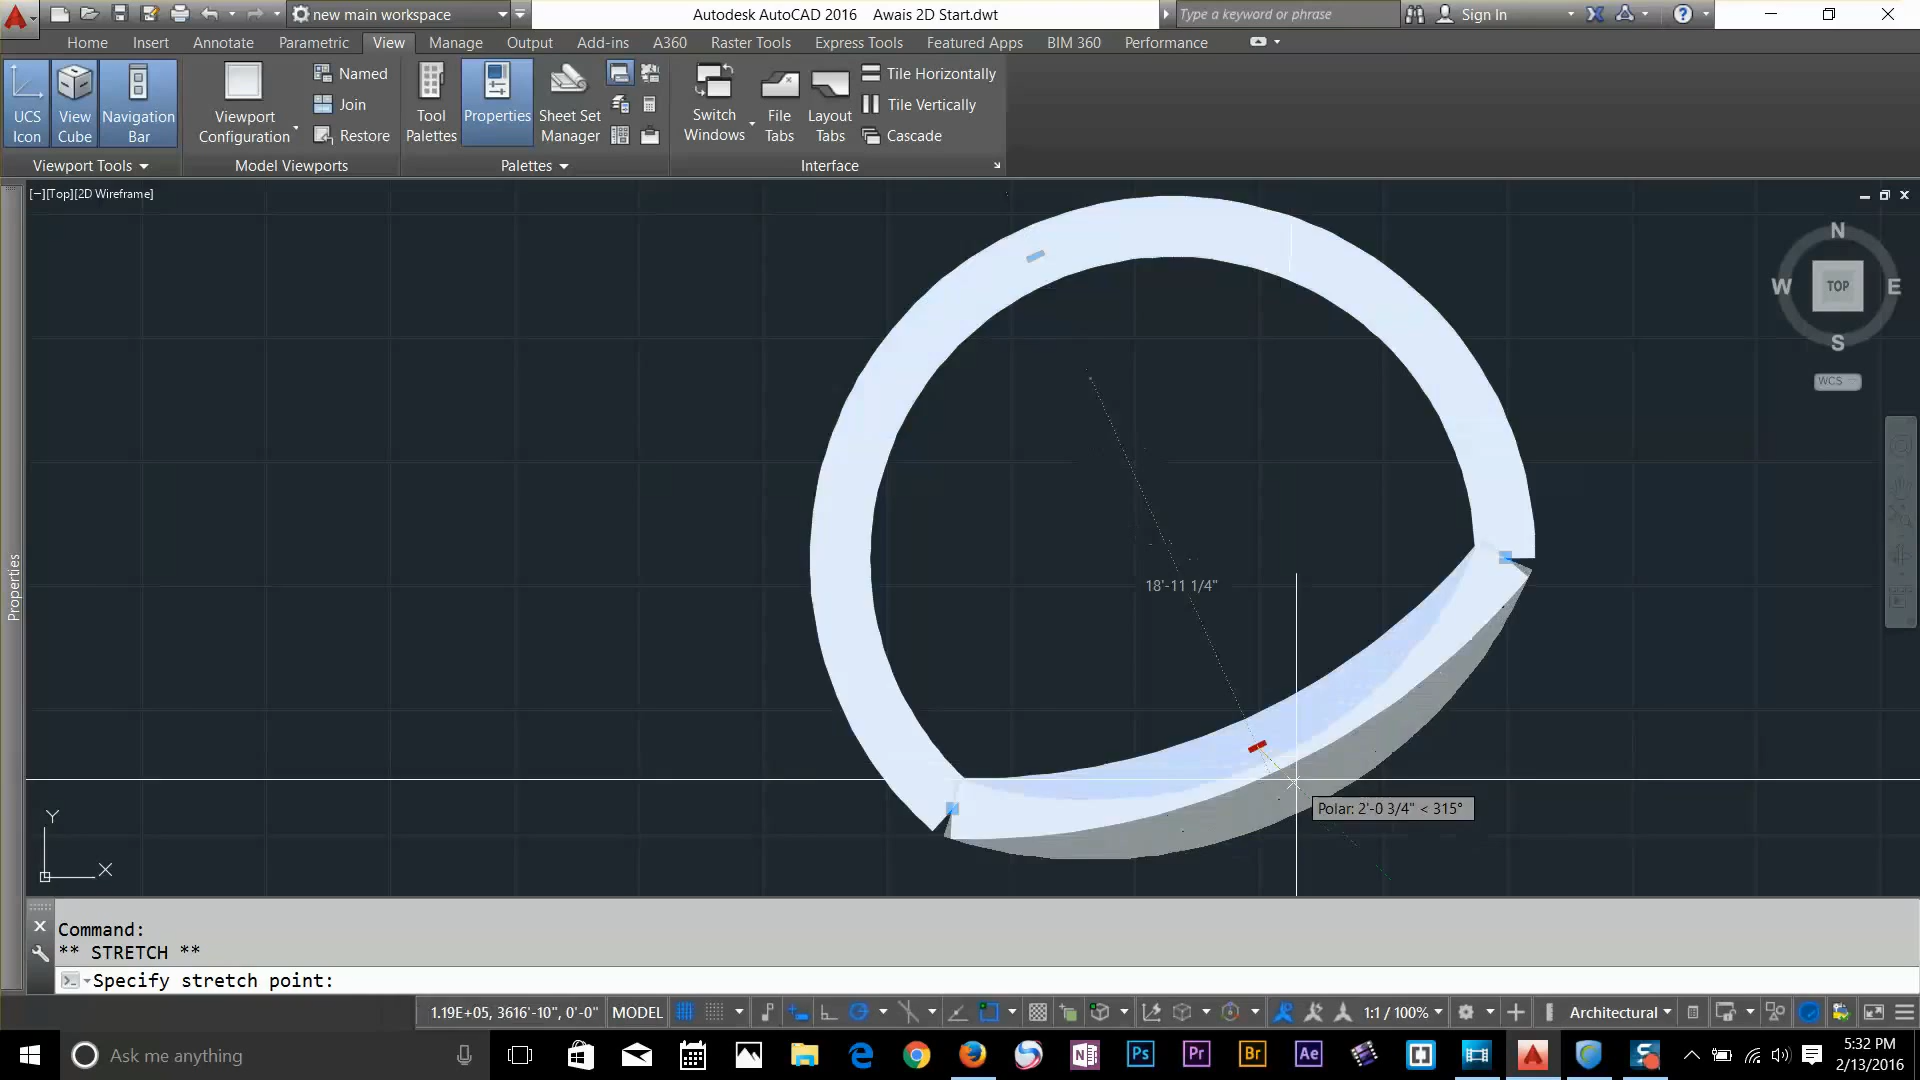 new main workspace
Autodesk AutoCAD 2016 Awais 2D Start.dwt
Type a keyword or phrase
Sign In
Home Insert Annotate Parametric View Manage Output Add-ins A360 Raster Tools Express Tools Featured Apps BIM 360 Performance
UCS Icon
View Cube
Navigation Bar
Viewport Configuration
Named
Join
Restore
Tool Palettes
Properties
Sheet Set Manager
Switch Windows
File Tabs
Layout Tabs
Tile Horizontally
Tile Vertically
Cascade
Viewport Tools
Model Viewports
Palettes
Interface
[−][Top][2D Wireframe]
N
W
TOP
E
S
WCS
Properties
18'-11 1/4"
Polar: 2'-0 3/4" < 315°
Y
X
Command:
** STRETCH **
Specify stretch point:
1.19E+05, 3616'-10", 0'-0"
MODEL
1:1 / 100%
Architectural
Ask me anything
N
Ps
Pr
Br
Ae
5:32 PM
2/13/2016